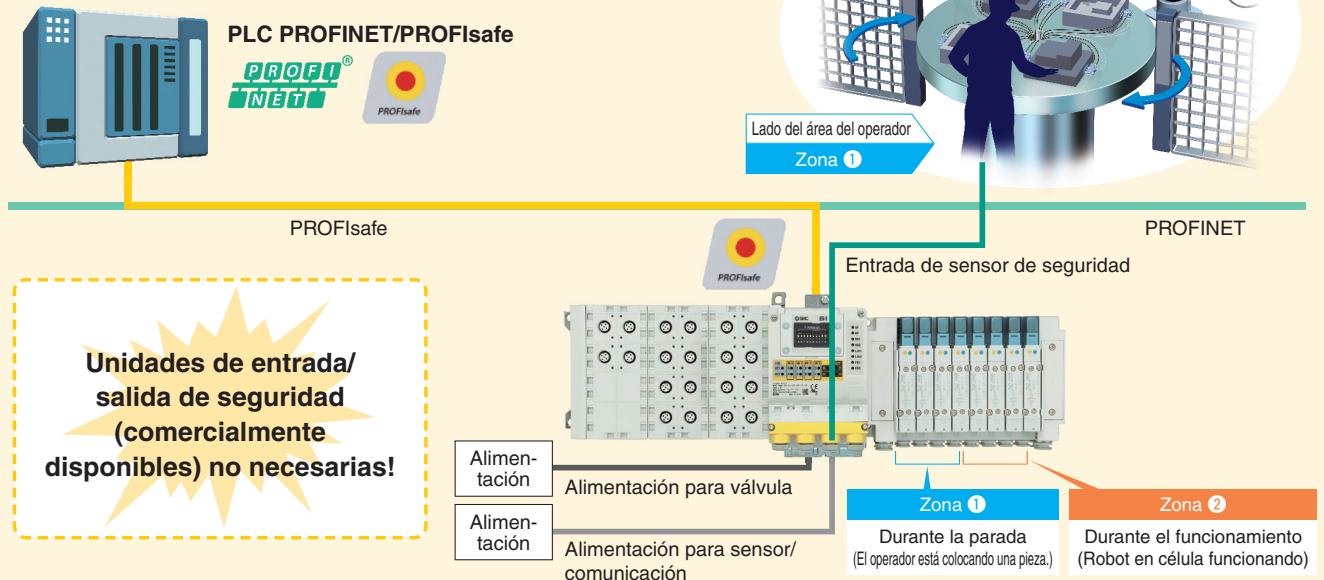 PLC PROFINET/PROFIsafe
PROFI®
NET
PROFIsafe
Lado del área del operador
Zona 1
PROFIsafe
PROFINET
PROFIsafe
Entrada de sensor de seguridad
Unidades de entrada/
salida de seguridad
(comercialmente
disponibles) no necesarias!
Alimen-
tación
Alimentación para válvula
Alimen-
tación
Alimentación para sensor/
comunicación
Zona 1
Durante la parada
(El operador está colocando una pieza.)
Zona 2
Durante el funcionamiento
(Robot en célula funcionando)